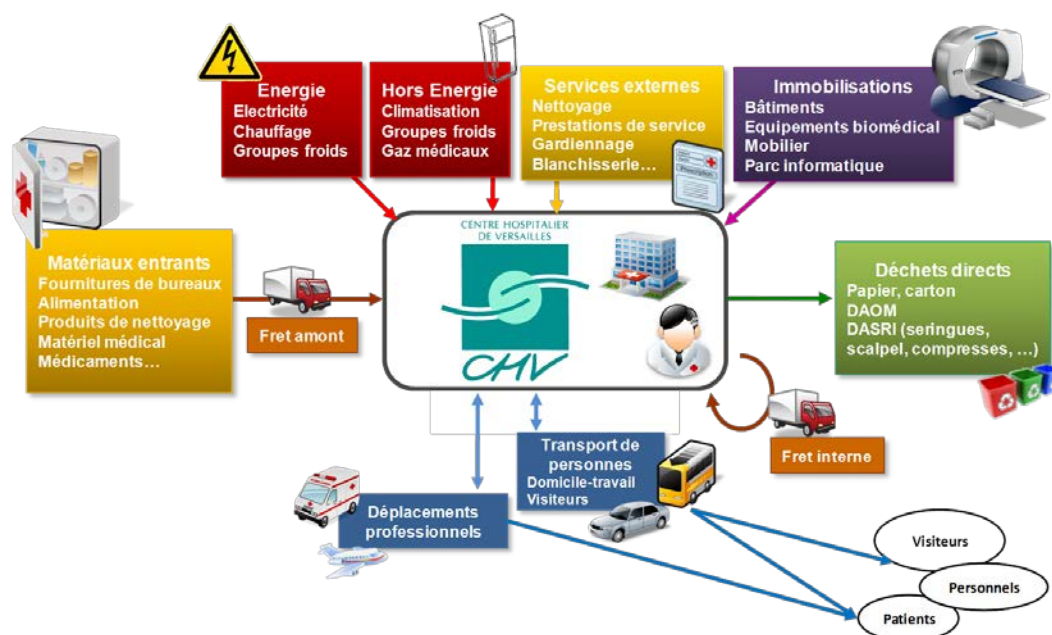 Energie
Electricité
Chauffage
Groupes froids
Hors Energie
Climatisation
Groupes froids
Gaz médicaux
Services externes
Nettoyage
Prestations de service
Gardiennage
Blanchisserie…
Prescription
Immobilisations
Bâtiments
Equipements biomédical
Mobilier
Parc informatique
Matériaux entrants
Fournitures de bureaux
Alimentation
Produits de nettoyage
Matériel médical
Médicaments…
Fret amont
CENTRE HOSPITALIER
DE VERSAILLES
CHV
Déchets directs
Papier, carton
DAOM
DASRI (seringues,
scalpel, compresses, …)
Fret interne
Transport de
personnes
Domicile-travail
Visiteurs
Déplacements
professionnels
Visiteurs
Personnels
Patients